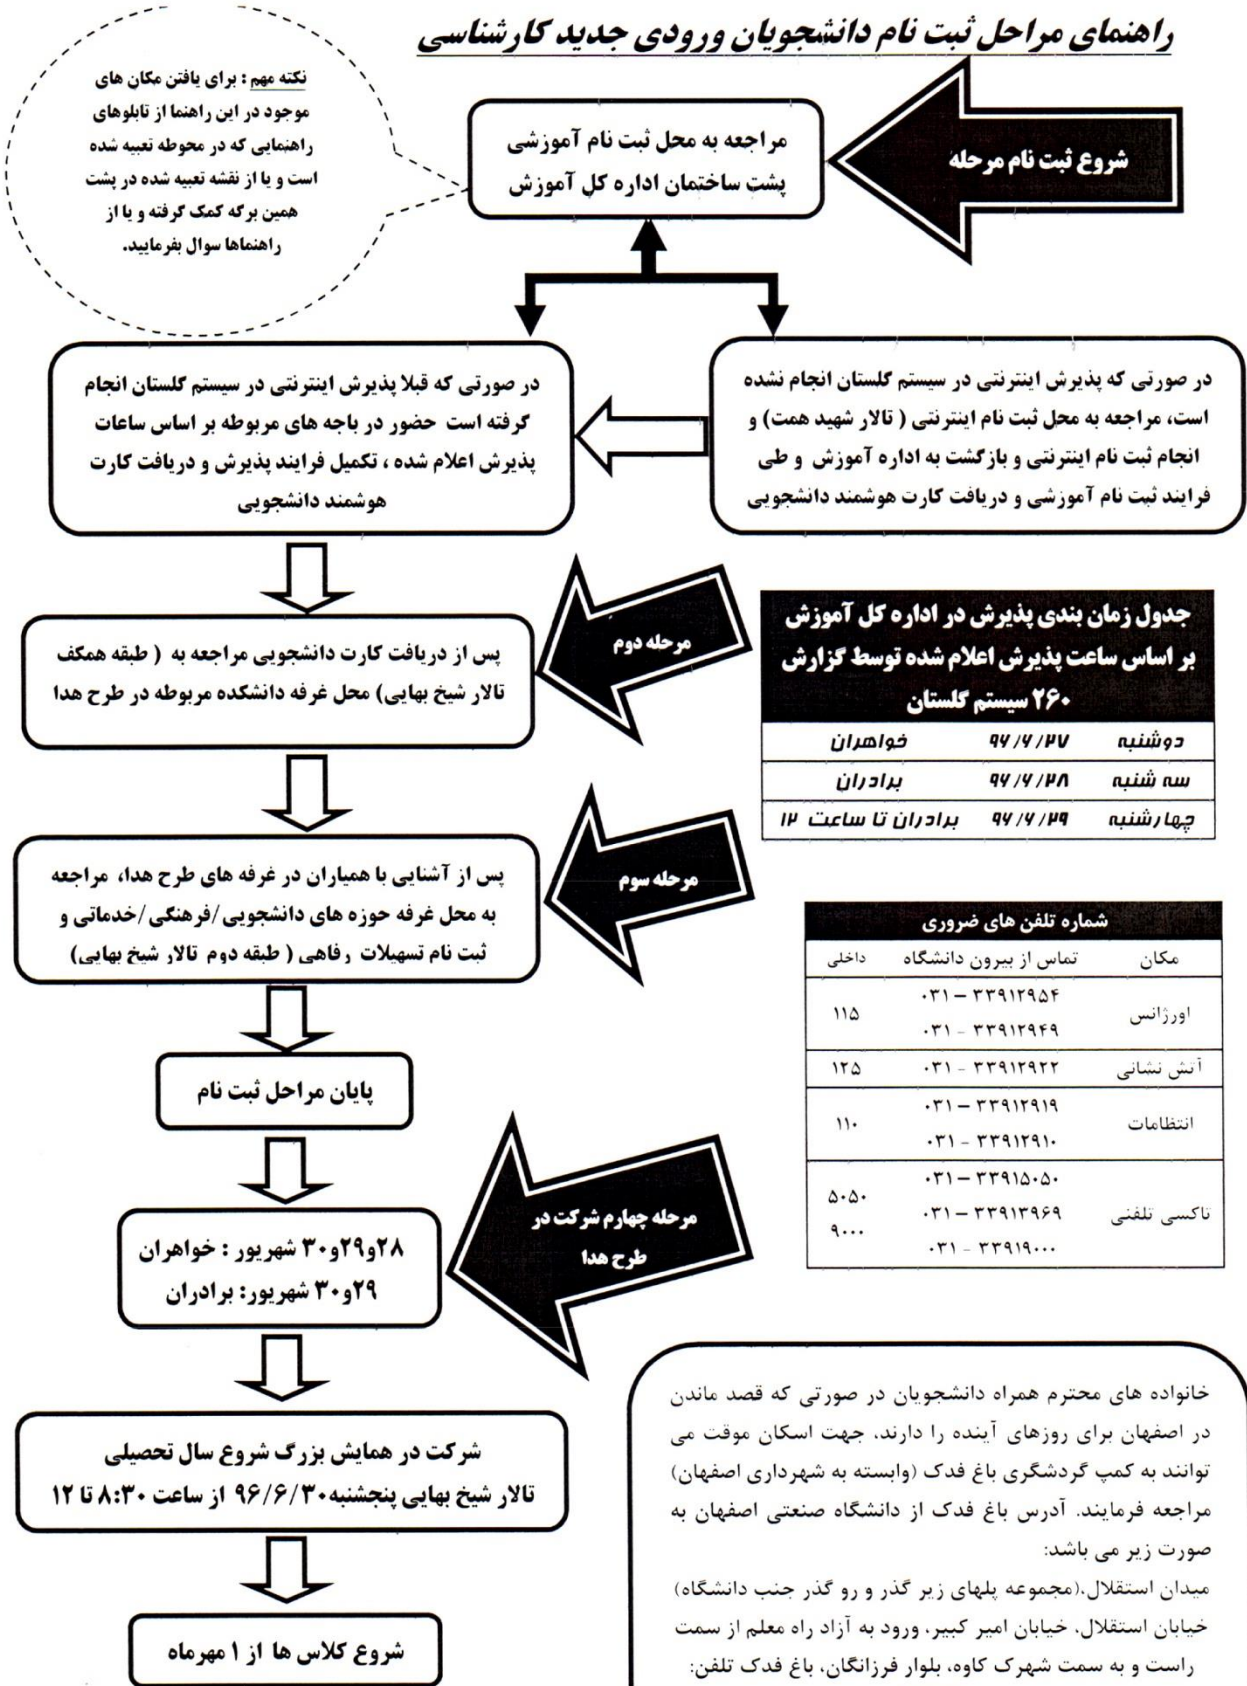 راهنمای مراحل ثبت نام دانشجویان ورودی جدید کارشناسی
نکته مهم : برای یافتن مکان های
موجود در این راهنما از تابلوهای
راهنمایی که در محوطه تعبیه شده
است و یا از نقشه تعبیه شده در پشت
همین برگه کمک گرفته و یا از
راهنماها سوال بفرمایید.
شروع ثبت نام مرحله
مراجعه به محل ثبت نام آموزشی
پشت ساختمان اداره کل آموزش
در صورتی که پذیرش اینترنتی در سیستم گلستان انجام نشده
است، مراجعه به محل ثبت نام اینترنتی ( تالار شهید همت) و
انجام ثبت نام اینترنتی و بازگشت به اداره آموزش و طی
فرایند ثبت نام آموزشی و دریافت کارت هوشمند دانشجویی
در صورتی که قبلا پذیرش اینترنتی در سیستم گلستان انجام
گرفته است حضور در باجه های مربوطه بر اساس ساعات
پذیرش اعلام شده ، تکمیل فرایند پذیرش و دریافت کارت
هوشمند دانشجویی
مرحله دوم
پس از دریافت کارت دانشجویی مراجعه به ( طبقه همکف
تالار شیخ بهایی) محل غرفه دانشکده مربوطه در طرح هدا
جدول زمان بندی پذیرش در اداره کل آموزش
بر اساس ساعت پذیرش اعلام شده توسط گزارش
۲۶۰ سیستم گلستان
دوشنبه ۹۶/۶/۲۷ خواهران
سه شنبه ۹۶/۶/۲۸ برادران
چهارشنبه ۹۶/۶/۲۹ برادران تا ساعت ۱۲
مرحله سوم
پس از آشنایی با همیاران در غرفه های طرح هدا، مراجعه
به محل غرفه حوزه های دانشجویی/فرهنگی/خدماتی و
ثبت نام تسهیلات رفاهی ( طبقه دوم تالار شیخ بهایی)
شماره تلفن های ضروری
مکان تماس از بیرون دانشگاه داخلی
اورژانس ۰۳۱ – ۳۳۹۱۲۹۵۴ ۱۱۵
۰۳۱ - ۳۳۹۱۲۹۴۹
آتش نشانی ۰۳۱ - ۳۳۹۱۲۹۲۲ ۱۲۵
انتظامات ۰۳۱ – ۳۳۹۱۲۹۱۹ ۱۱۰
۰۳۱ - ۳۳۹۱۲۹۱۰
تاکسی تلفنی ۰۳۱ – ۳۳۹۱۵۰۵۰ ۵۰۵۰
۰۳۱ – ۳۳۹۱۳۹۶۹ ۹۰۰۰
۰۳۱ - ۳۳۹۱۹۰۰۰
پایان مراحل ثبت نام
مرحله چهارم شرکت در
طرح هدا
۲۸و۲۹و۳۰ شهریور : خواهران
۲۹و۳۰ شهریور: برادران
شرکت در همایش بزرگ شروع سال تحصیلی
تالار شیخ بهایی پنجشنبه ۹۶/۶/۳۰ از ساعت ۸:۳۰ تا ۱۲
شروع کلاس ها از ۱ مهرماه
خانواده های محترم همراه دانشجویان در صورتی که قصد ماندن
در اصفهان برای روزهای آینده را دارند، جهت اسکان موقت می
توانند به کمپ گردشگری باغ فدک (وابسته به شهرداری اصفهان)
مراجعه فرمایند. آدرس باغ فدک از دانشگاه صنعتی اصفهان به
صورت زیر می باشد:
میدان استقلال،(مجموعه پلهای زیر گذر و رو گذر جنب دانشگاه)
خیابان استقلال، خیابان امیر کبیر، ورود به آزاد راه معلم از سمت
راست و به سمت شهرک کاوه، بلوار فرزانگان، باغ فدک تلفن: